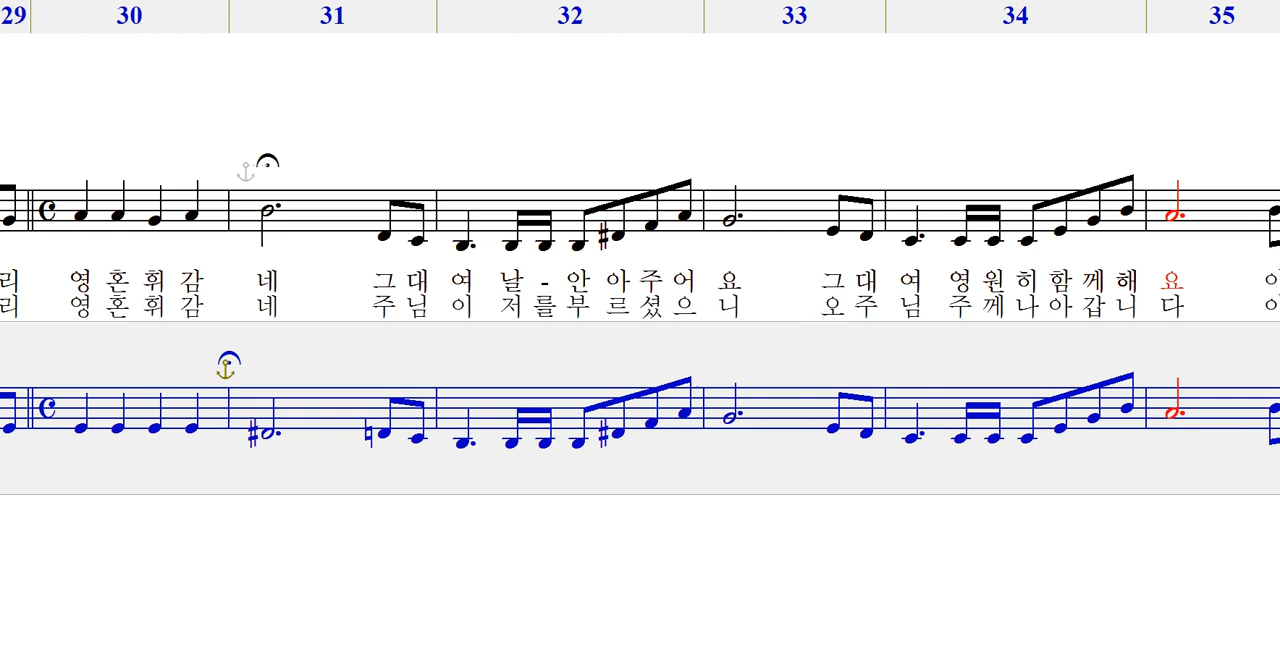 29 30 31 32 33 34 35
리 영 혼 휘 감 네 그 대 여 날 - 안 아 주 어 요 그 대 여 영 원 히 함 께 해 요
리 영 혼 휘 감 네 주 님 이 저 를 부 르 셨 으 니 오 주 님 주 께 나 아 갑 니 다